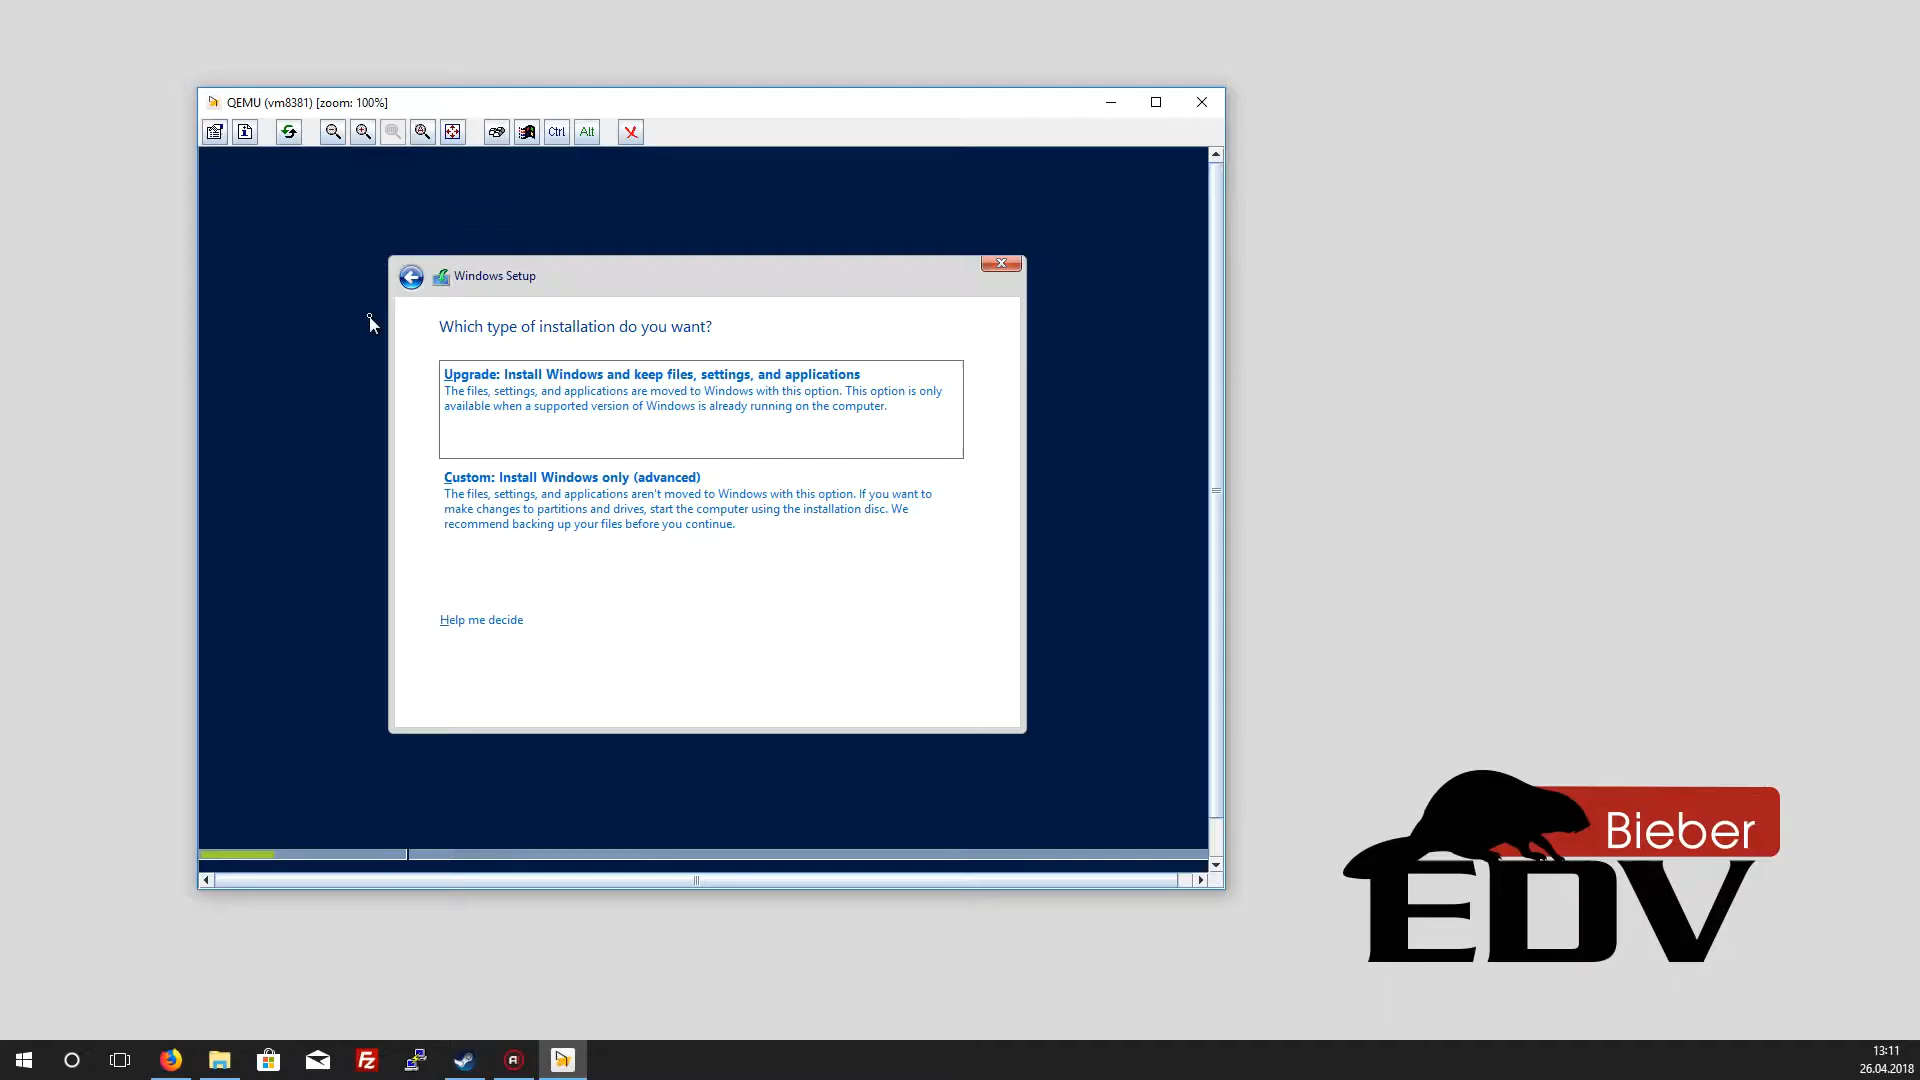 QEMU (vm8381) [zoom: 100%]
Ctrl Alt
Windows Setup
Which type of installation do you want?
Upgrade: Install Windows and keep files, settings, and applications
The files, settings, and applications are moved to Windows with this option. This option is only
available when a supported version of Windows is already running on the computer.
Custom: Install Windows only (advanced)
The files, settings, and applications aren't moved to Windows with this option. If you want to
make changes to partitions and drives, start the computer using the installation disc. We
recommend backing up your files before you continue.
Help me decide
Bieber
EDV
Fz
13:11
26.04.2018